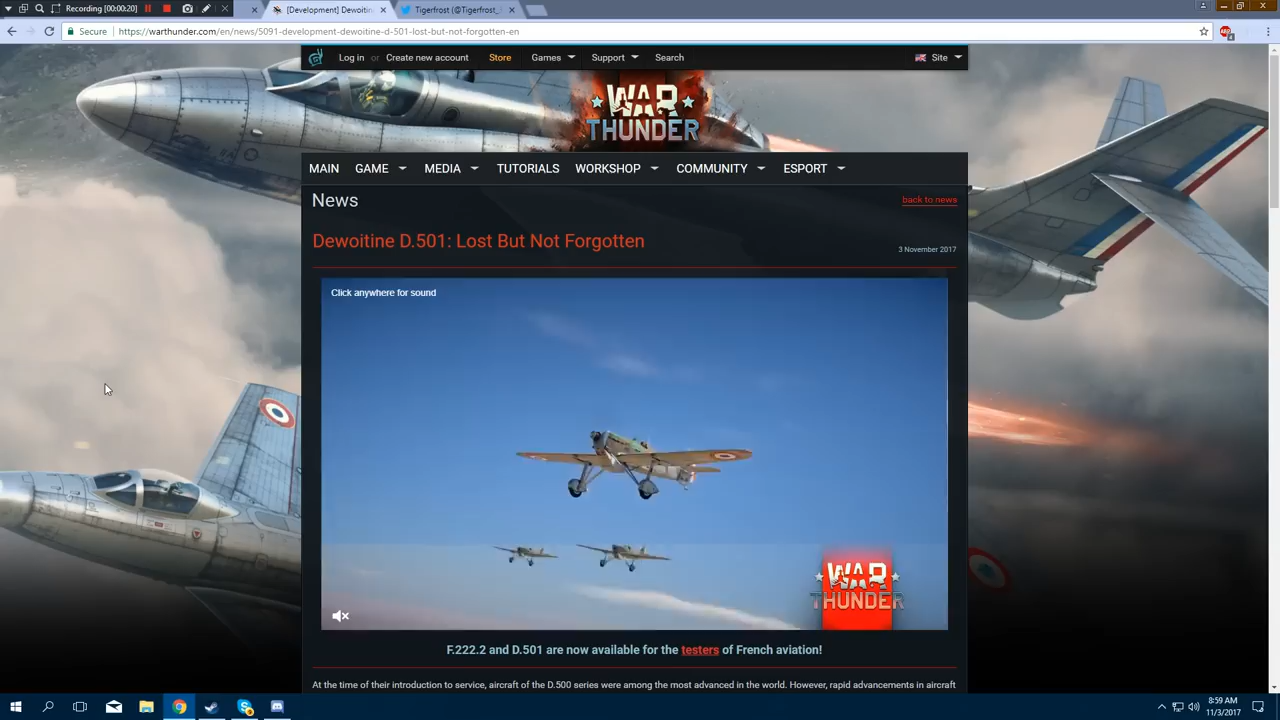 Recording [00:00:20]
[Development] Dewoitin
Tigerfrost (@Tigerfrost_
Secure
https://warthunder.com/en/news/5091-development-dewoitine-d-501-lost-but-not-forgotten-en
Log in or Create new account Store Games Support Search Site
WAR
THUNDER
MAIN GAME MEDIA TUTORIALS WORKSHOP COMMUNITY ESPORT
News
back to news
Dewoitine D.501: Lost But Not Forgotten
3 November 2017
Click anywhere for sound
WAR
THUNDER
F.222.2 and D.501 are now available for the testers of French aviation!
At the time of their introduction to service, aircraft of the D.500 series were among the most advanced in the world. However, rapid advancements in aircraft
8:59 AM
11/3/2017